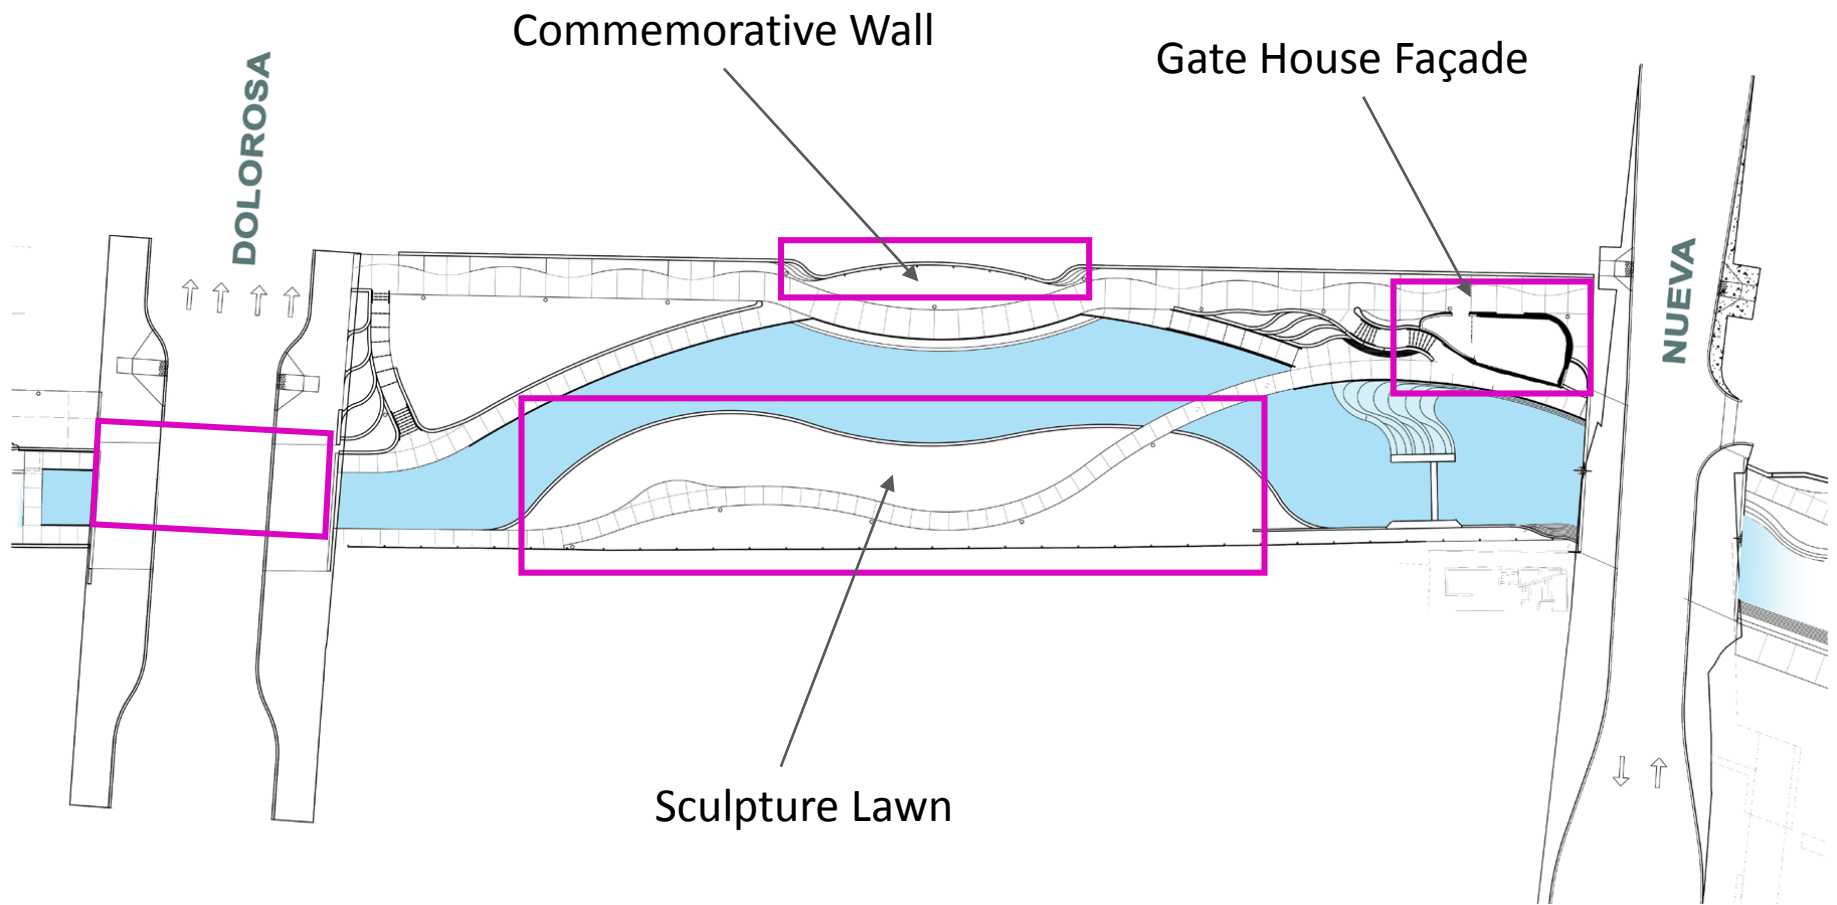 Commemorative Wall
Gate House Façade
DOLOROSA
NUEVA
Sculpture Lawn